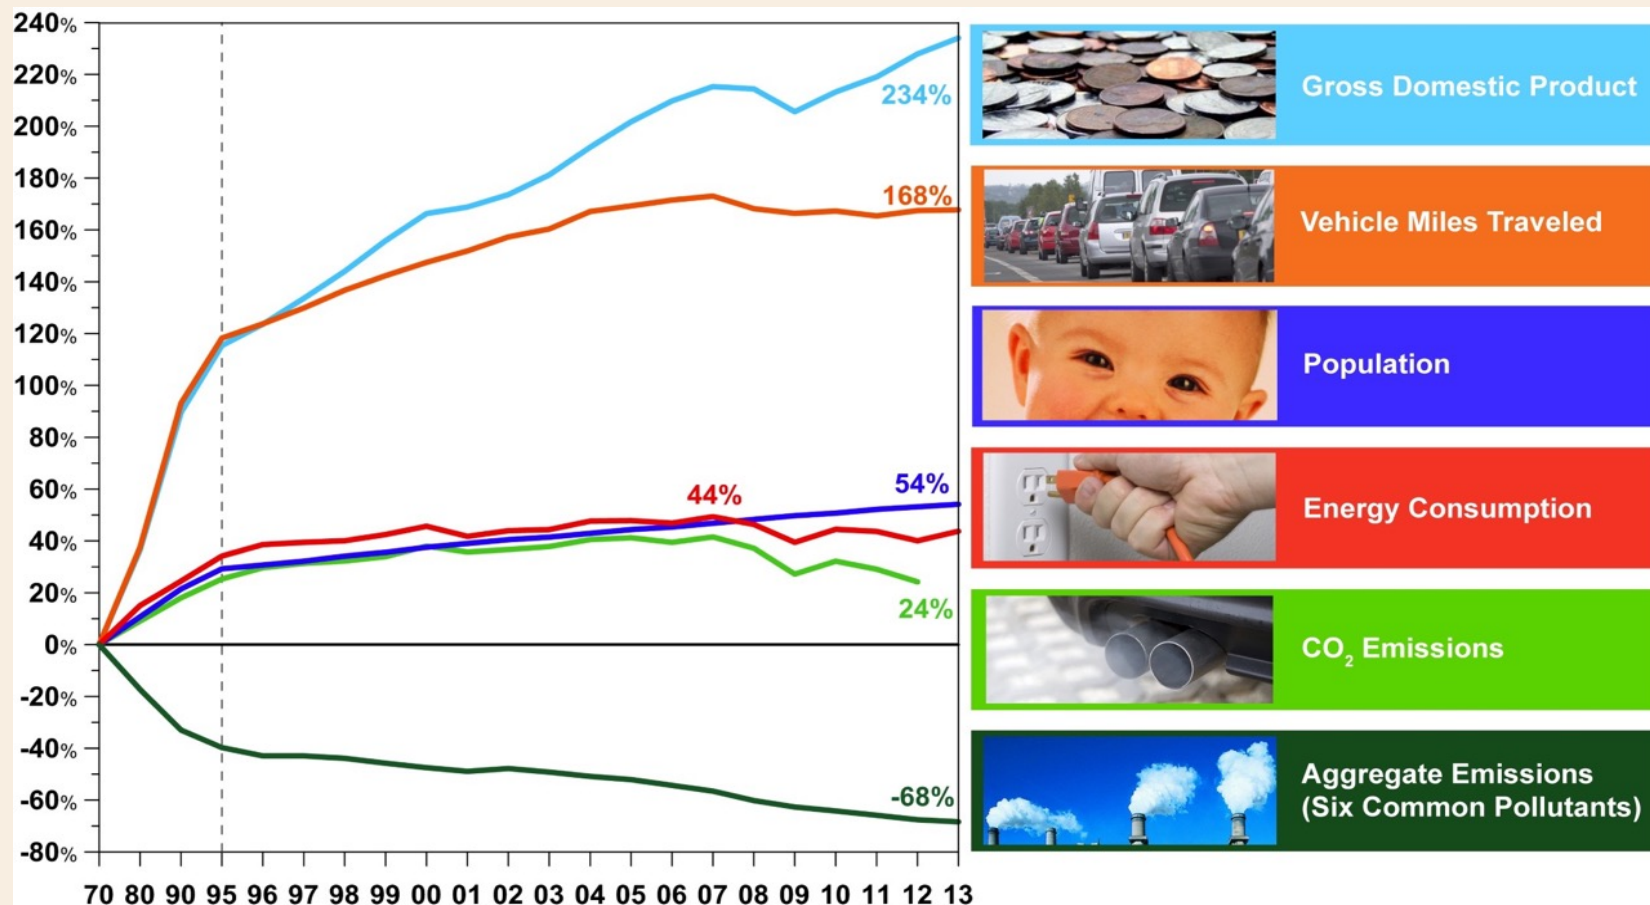 240%
220%
200%
180%
160%
140%
120%
100%
80%
60%
40%
20%
0%
-20%
-40%
-60%
-80%
70 80 90 95 96 97 98 99 00 01 02 03 04 05 06 07 08 09 10 11 12 13
234%
168%
44%
54%
24%
-68%
Gross Domestic Product
Vehicle Miles Traveled
Population
Energy Consumption
CO₂ Emissions
Aggregate Emissions
(Six Common Pollutants)